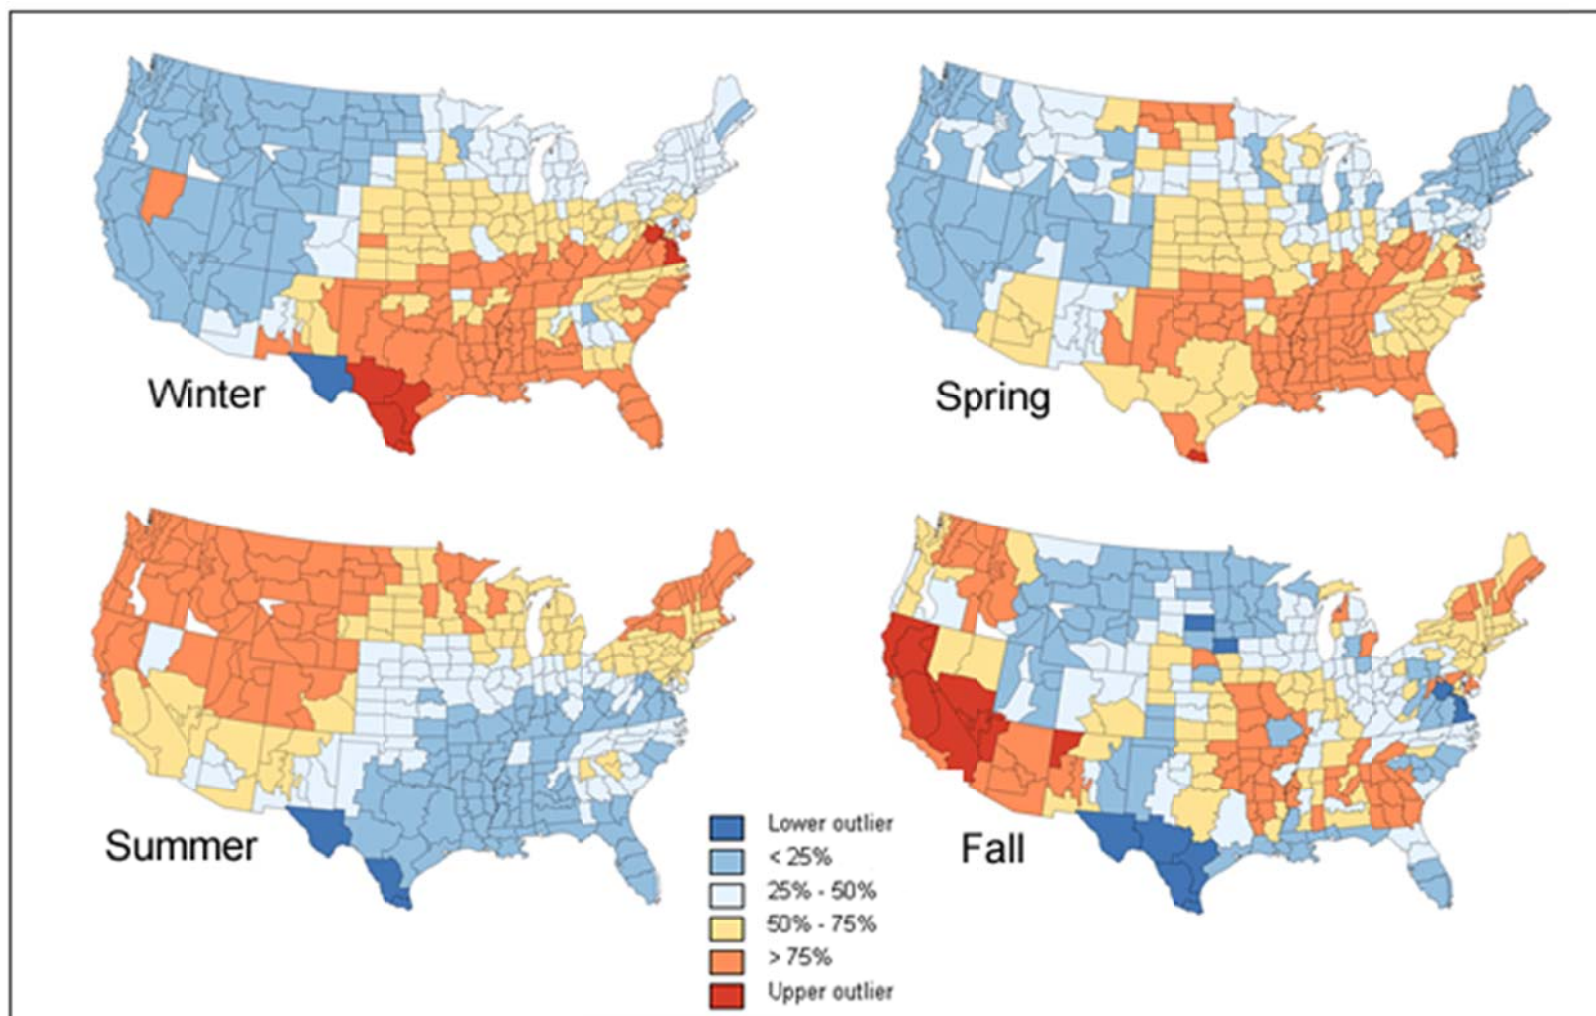 Winter
Spring
Summer
Fall
Lower outlier
< 25%
25% - 50%
50% - 75%
> 75%
Upper outlier